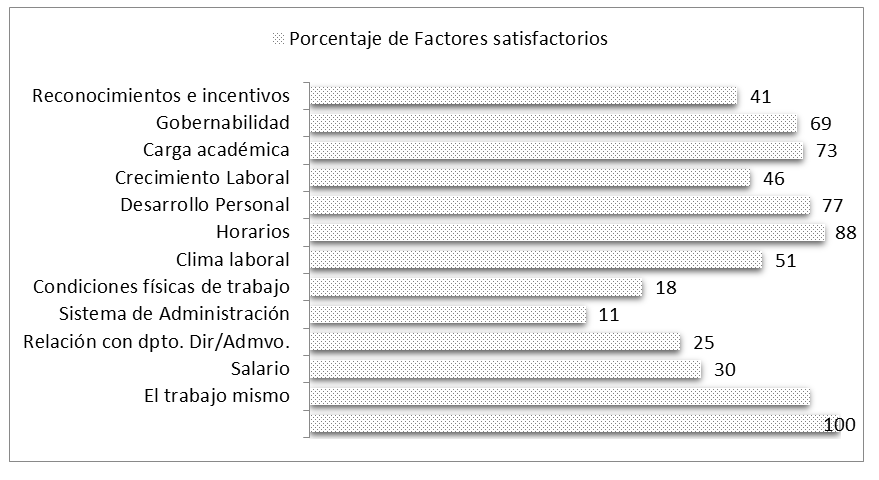 Porcentaje de Factores satisfactorios
Reconocimientos e incentivos 41
Gobernabilidad 69
Carga académica 73
Crecimiento Laboral 46
Desarrollo Personal 77
Horarios 88
Clima laboral 51
Condiciones físicas de trabajo 18
Sistema de Administración 11
Relación con dpto. Dir/Admvo. 25
Salario 30
El trabajo mismo
100